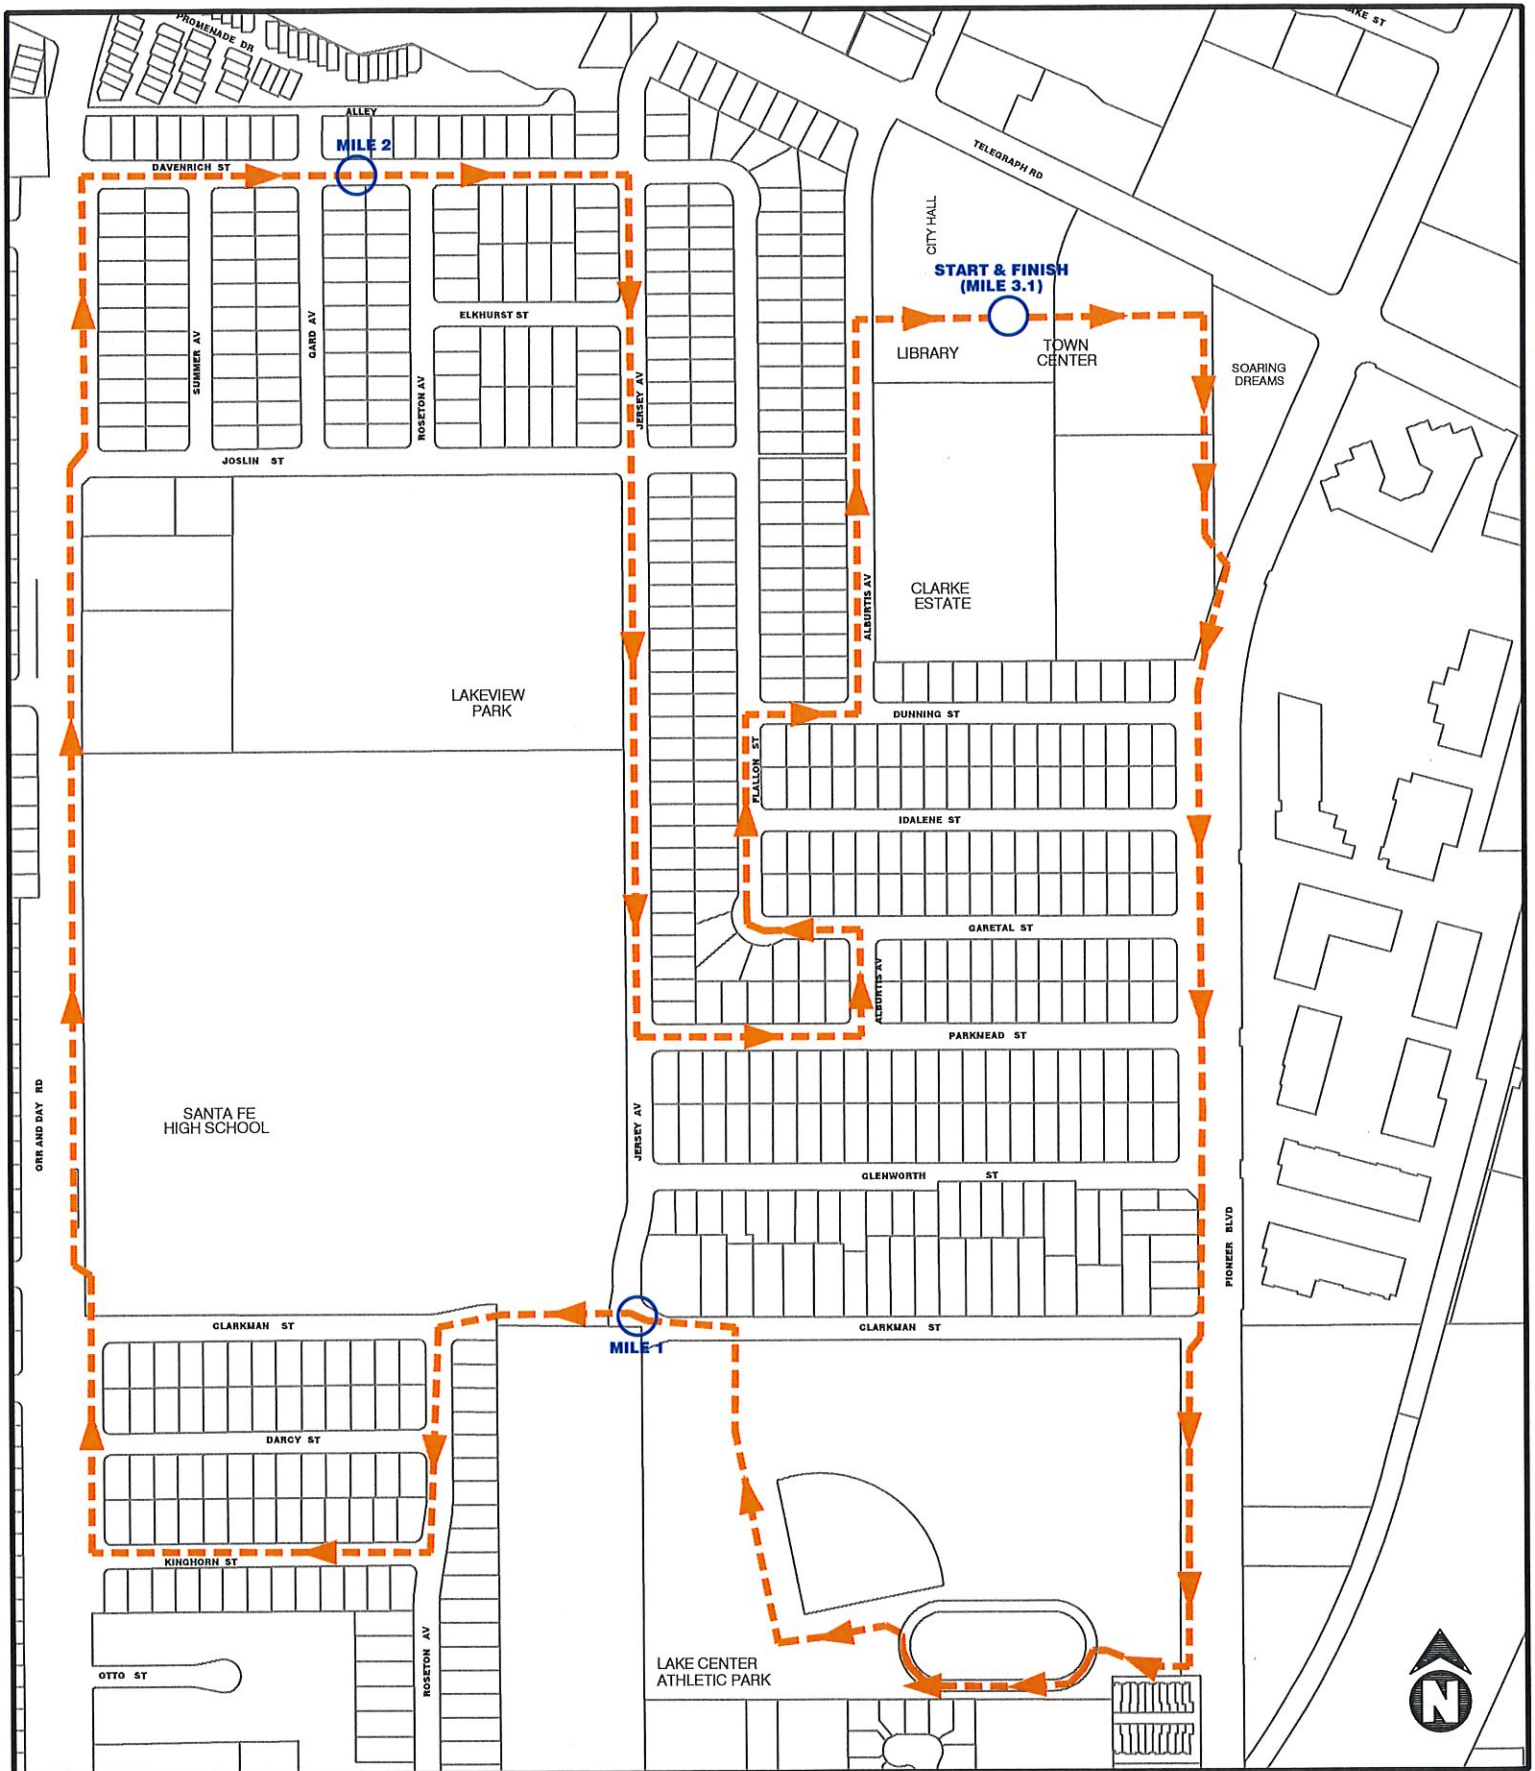 PROMENADE DR
KE ST
ALLEY
MILE 2
DAVENRICH ST
TELEGRAPH RD
CITY HALL
START & FINISH
(MILE 3.1)
ELKHURST ST
SUMMER AV
GARD AV
ROSETON AV
JERSEY AV
LIBRARY
TOWN
CENTER
SOARING
DREAMS
JOSLIN ST
CLARKE
ESTATE
ALBURTIS AV
LAKEVIEW
PARK
DUNNING ST
FLALLON ST
IDALENE ST
GARETAL ST
ALBURTIS AV
PARKMEAD ST
SANTA FE
HIGH SCHOOL
ORR AND DAY RD
JERSEY AV
GLENWORTH ST
PIONEER BLVD
CLARKMAN ST
CLARKMAN ST
MILE 1
DARCY ST
KINGHORN ST
ROSETON AV
OTTO ST
LAKE CENTER
ATHLETIC PARK
N